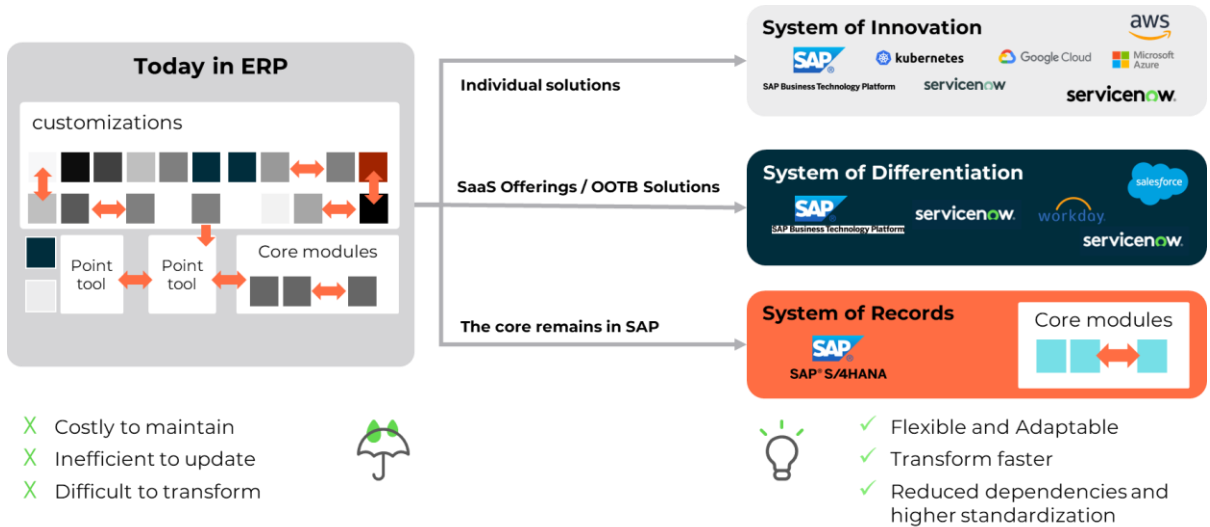 Today in ERP
customizations
Point
tool
Point
tool
Core modules
X Costly to maintain
X Inefficient to update
X Difficult to transform
Individual solutions
SaaS Offerings / OOTB Solutions
The core remains in SAP
System of Innovation
aws
SAP
SAP Business Technology Platform
kubernetes
Google Cloud
Microsoft
Azure
servicenow
servicenow.
System of Differentiation
salesforce
SAP
SAP Business Technology Platform
servicenow.
workday.
servicenow.
System of Records
SAP
SAP® S/4HANA
Core modules
✓ Flexible and Adaptable
✓ Transform faster
✓ Reduced dependencies and
higher standardization